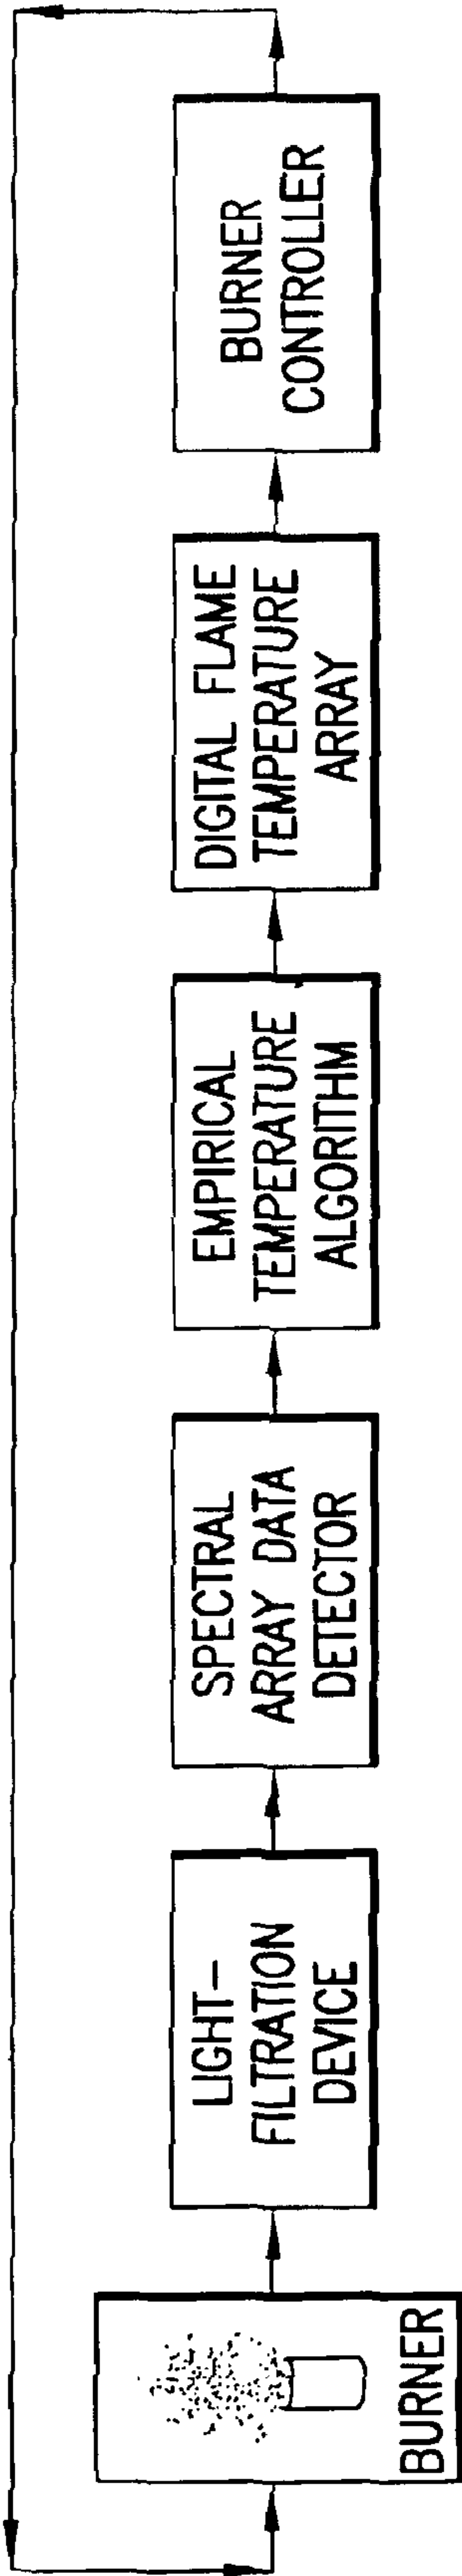 BURNER
LIGHT-
FILTRATION
DEVICE
SPECTRAL
ARRAY DATA
DETECTOR
EMPIRICAL
TEMPERATURE
ALGORITHM
DIGITAL FLAME
TEMPERATURE
ARRAY
BURNER
CONTROLLER